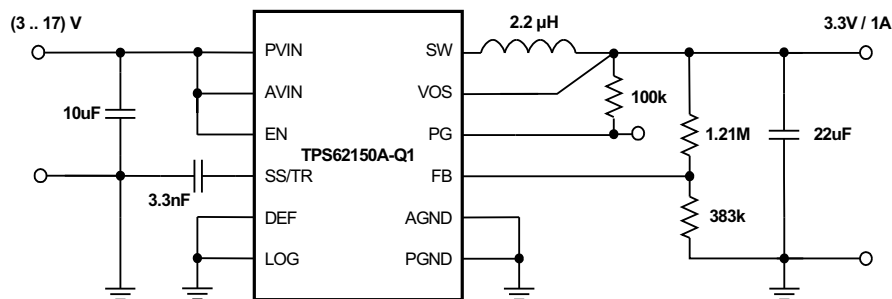 (3 .. 17) V
2.2 µH
3.3V / 1A
PVIN
SW
AVIN
VOS
100k
10uF
EN
PG
1.21M
22uF
TPS62150A-Q1
SS/TR
FB
3.3nF
DEF
AGND
383k
LOG
PGND